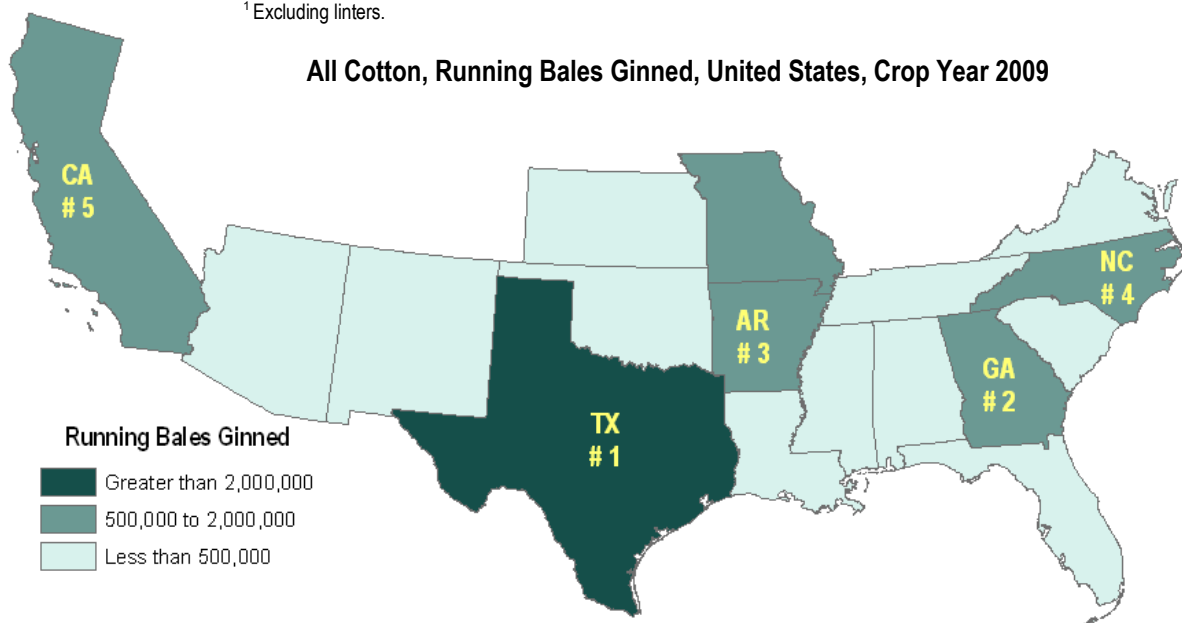 ¹ Excluding linters.
All Cotton, Running Bales Ginned, United States, Crop Year 2009
CA
# 5
NC
# 4
AR
# 3
GA
# 2
TX
# 1
Running Bales Ginned
Greater than 2,000,000
500,000 to 2,000,000
Less than 500,000